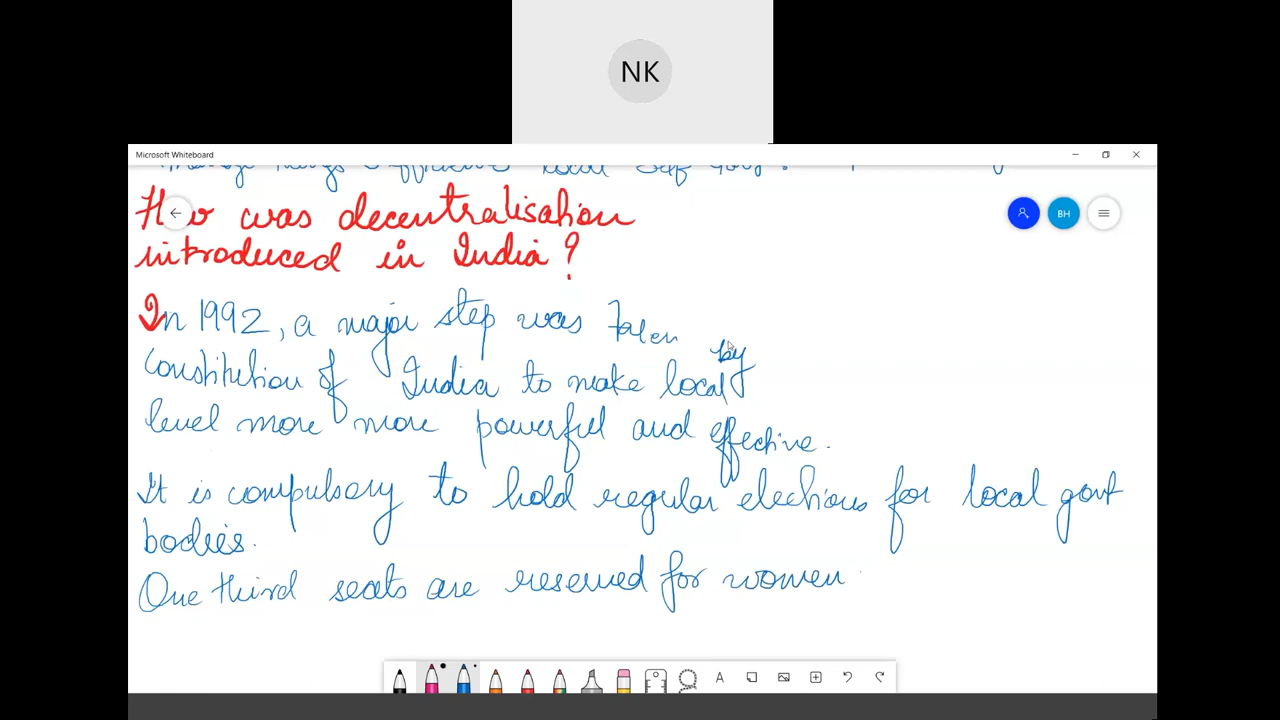 NK
Microsoft Whiteboard
How was decentralisation
BH
introduced in India?
In 1992, a major step was taken
by
constitution of India to make local
level more more powerful and effective.
It is compulsory to hold regular elections for local govt
bodies.
One third seats are reserved for women
A